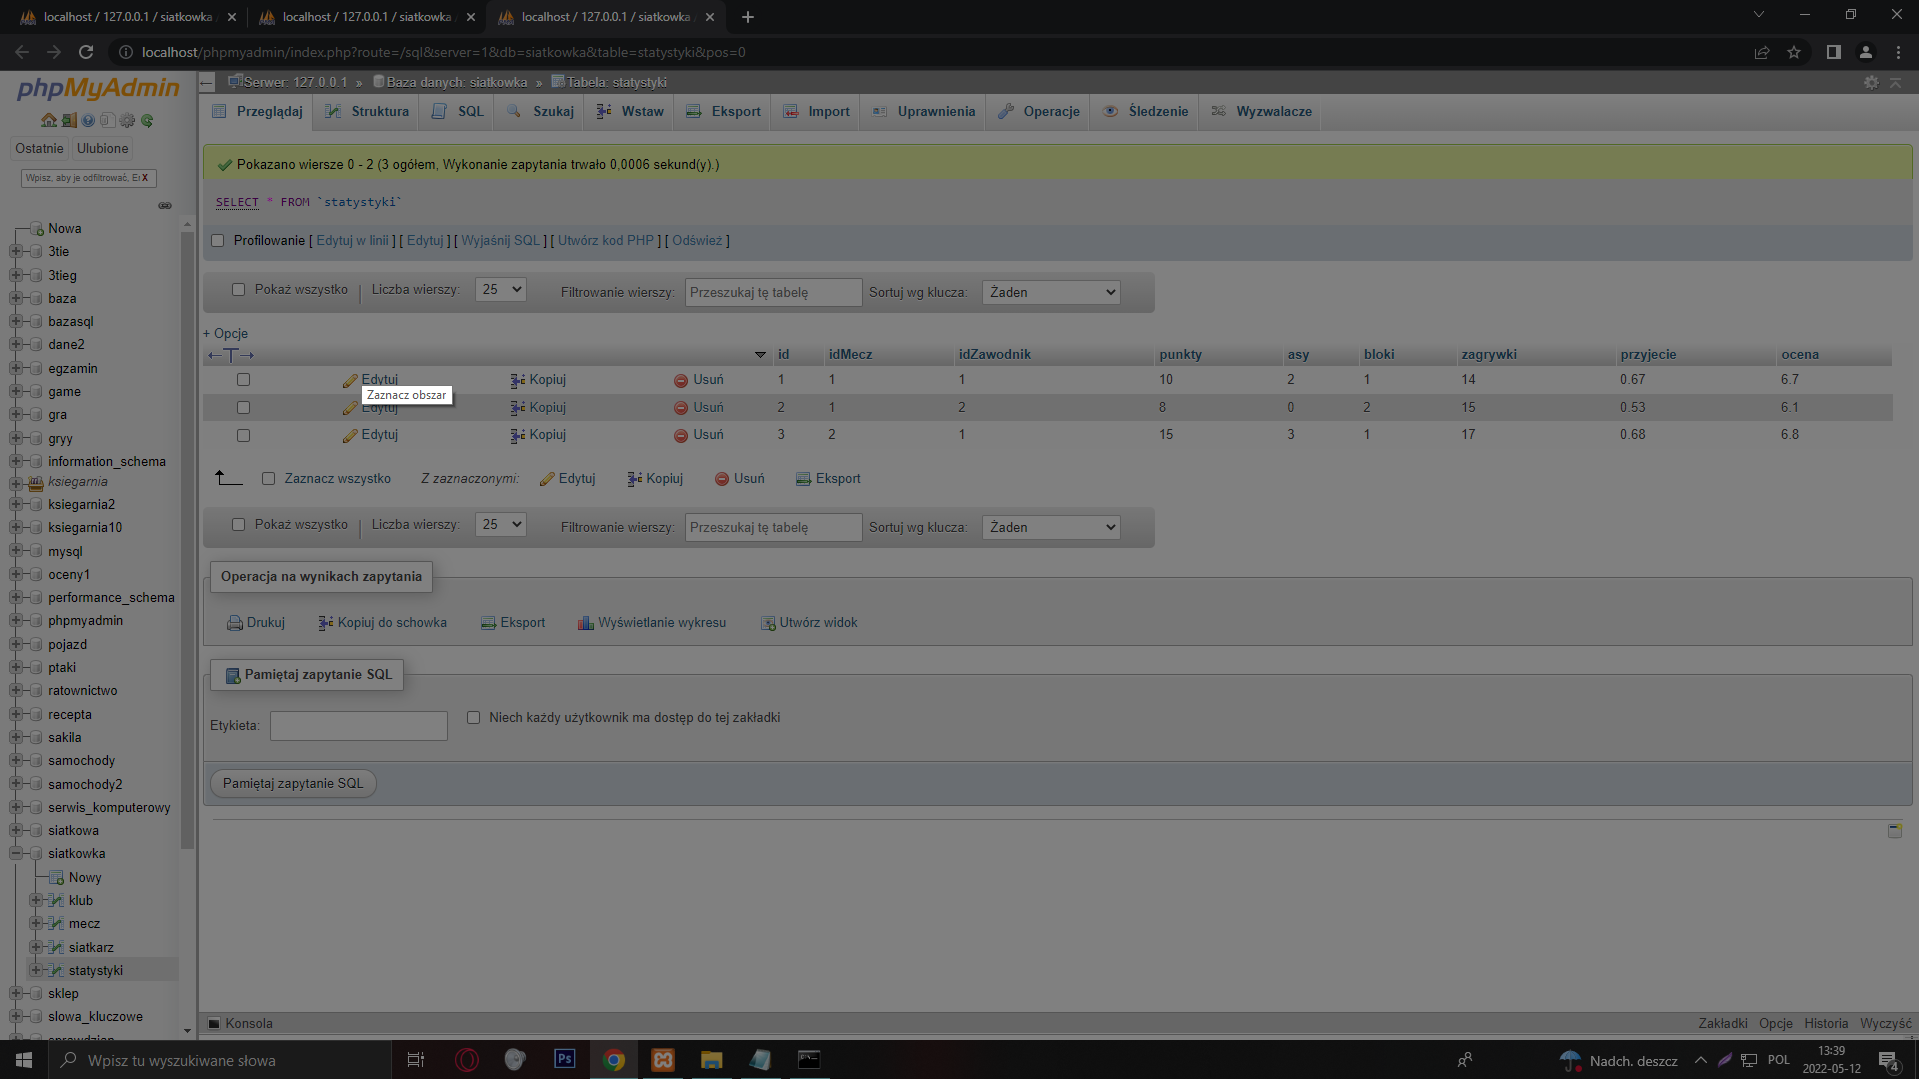 localhost / 127.0.0.1 / siatkowka
localhost / 127.0.0.1 / siatkowka
localhost / 127.0.0.1 / siatkowka
localhost/phpmyadmin/index.php?route=/sql&server=1&db=siatkowka&table=statystyki&pos=0
phpMyAdmin
Ostatnie Ulubione
Wpisz, aby je odfiltrować, Ei X
Nowa
3tie
3tieg
baza
bazasql
dane2
egzamin
game
gra
gryy
information_schema
ksiegarnia
ksiegarnia2
ksiegarnia10
mysql
oceny1
performance_schema
phpmyadmin
pojazd
ptaki
ratownictwo
recepta
sakila
samochody
samochody2
serwis_komputerowy
siatkowa
siatkowka
Nowy
klub
mecz
siatkarz
statystyki
sklep
slowa_kluczowe
Serwer: 127.0.0.1 » Baza danych: siatkowka » Tabela: statystyki
Przeglądaj Struktura SQL Szukaj Wstaw Eksport Import Uprawnienia Operacje Śledzenie Wyzwalacze
Pokazano wiersze 0 - 2 (3 ogółem, Wykonanie zapytania trwało 0,0006 sekund(y).)
SELECT * FROM `statystyki`
Profilowanie [ Edytuj w linii ] [ Edytuj ] [ Wyjaśnij SQL ] [ Utwórz kod PHP ] [ Odśwież ]
Pokaż wszystko | Liczba wierszy: 25 Filtrowanie wierszy: Przeszukaj tę tabelę Sortuj wg klucza: Żaden
+ Opcje
←T→ id idMecz idZawodnik punkty asy bloki zagrywki przyjecie ocena
Edytuj Kopiuj Usuń 1 1 1 10 2 1 14 0.67 6.7
Zaznacz obszar
Edytuj Kopiuj Usuń 2 1 2 8 0 2 15 0.53 6.1
Edytuj Kopiuj Usuń 3 2 1 15 3 1 17 0.68 6.8
Zaznacz wszystko Z zaznaczonymi: Edytuj Kopiuj Usuń Eksport
Pokaż wszystko | Liczba wierszy: 25 Filtrowanie wierszy: Przeszukaj tę tabelę Sortuj wg klucza: Żaden
Operacja na wynikach zapytania
Drukuj Kopiuj do schowka Eksport Wyświetlanie wykresu Utwórz widok
Pamiętaj zapytanie SQL
Etykieta: Niech każdy użytkownik ma dostęp do tej zakładki
Pamiętaj zapytanie SQL
Konsola Zakładki Opcje Historia Wyczyść
Wpisz tu wyszukiwane słowa Ps Nadch. deszcz POL 13:39
2022-05-12 4